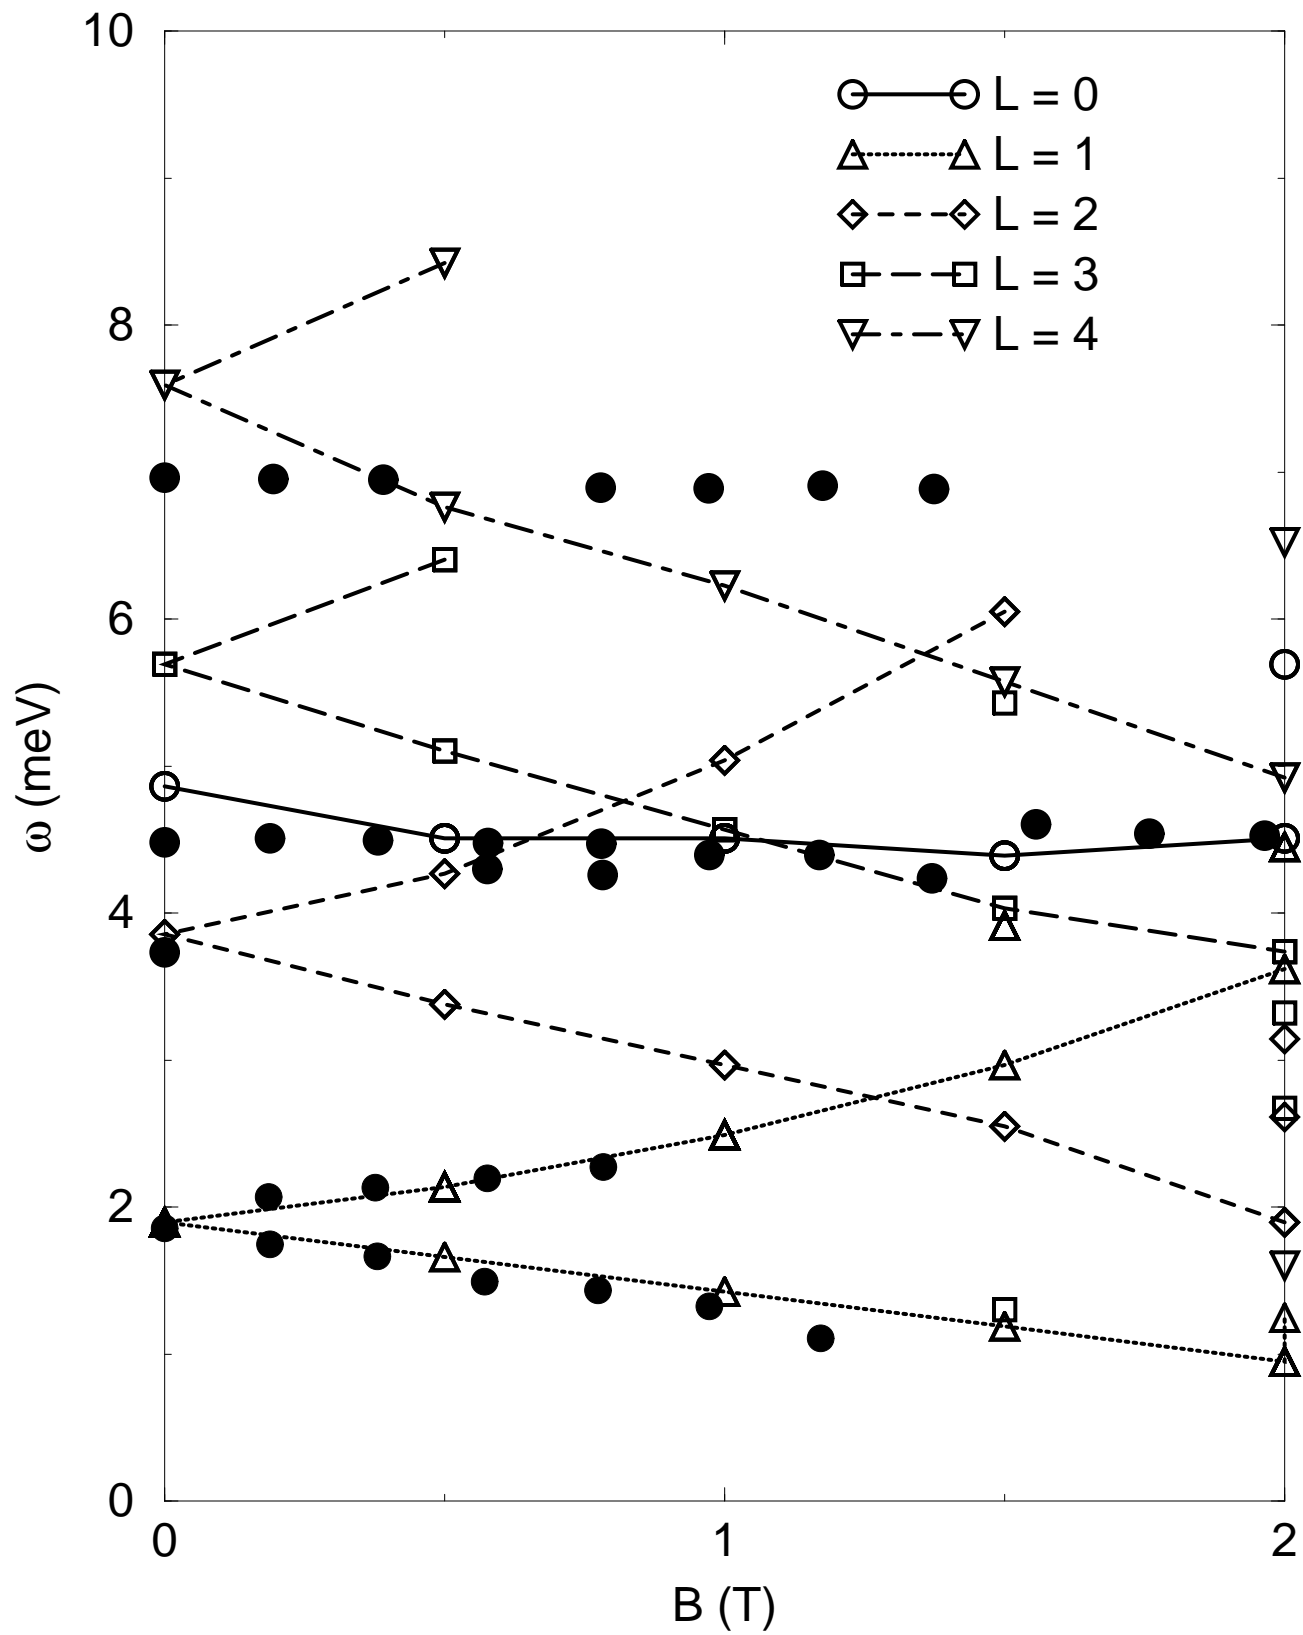 10
L = 0
L = 1
L = 2
L = 3
8
L = 4
6
ω (meV)
4
2
0
0 1 2
B (T)